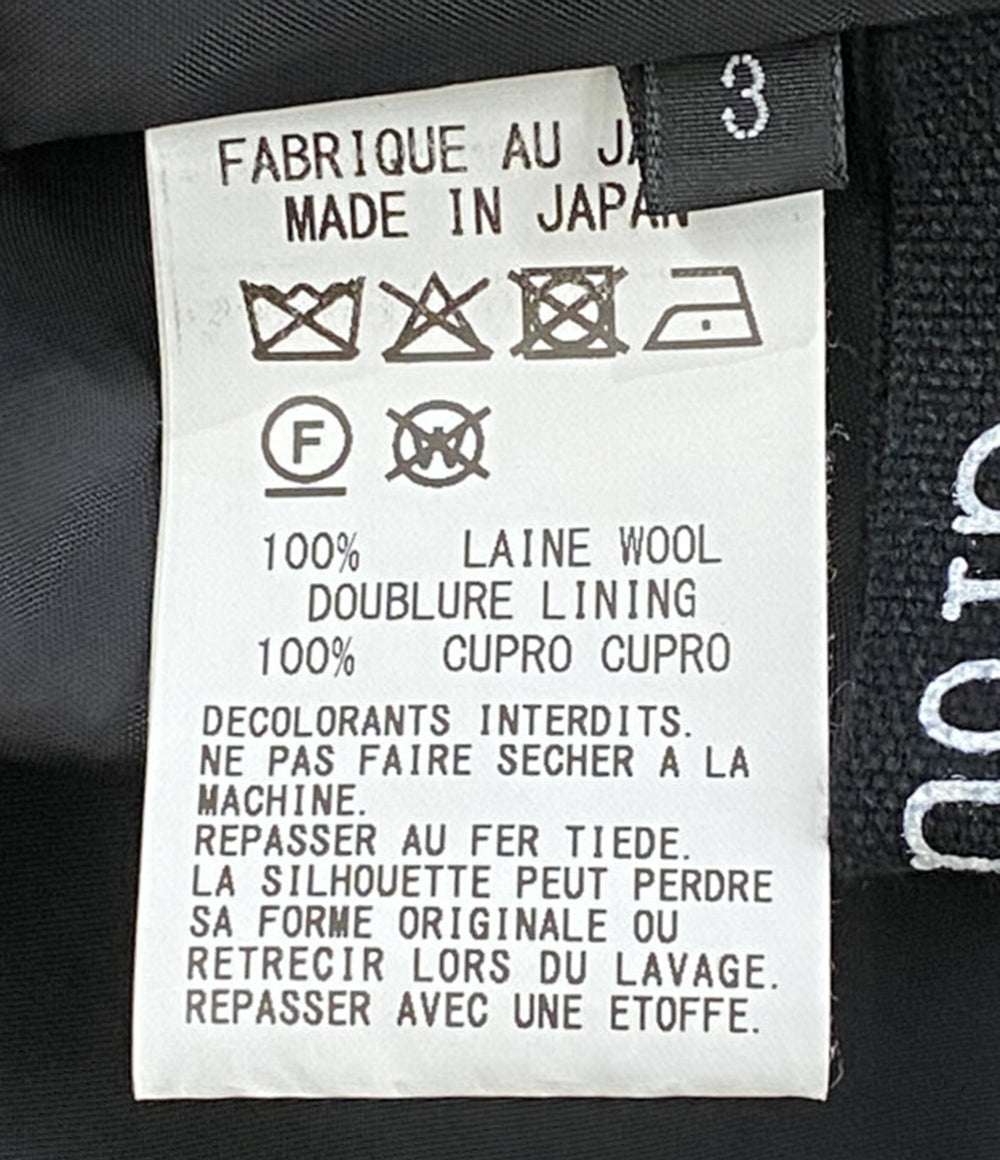 3
FABRIQUE AU
MADE IN JAPAN
F
W
100% LAINE WOOL
DOUBLURE LINING
100% CUPRO CUPRO
DECOLORANTS INTERDITS.
NE PAS FAIRE SECHER A LA
MACHINE.
REPASSER AU FER TIEDE.
LA SILHOUETTE PEUT PERDRE
SA FORME ORIGINALE OU
RETRECIR LORS DU LAVAGE.
REPASSER AVEC UNE ETOFFE.
noir